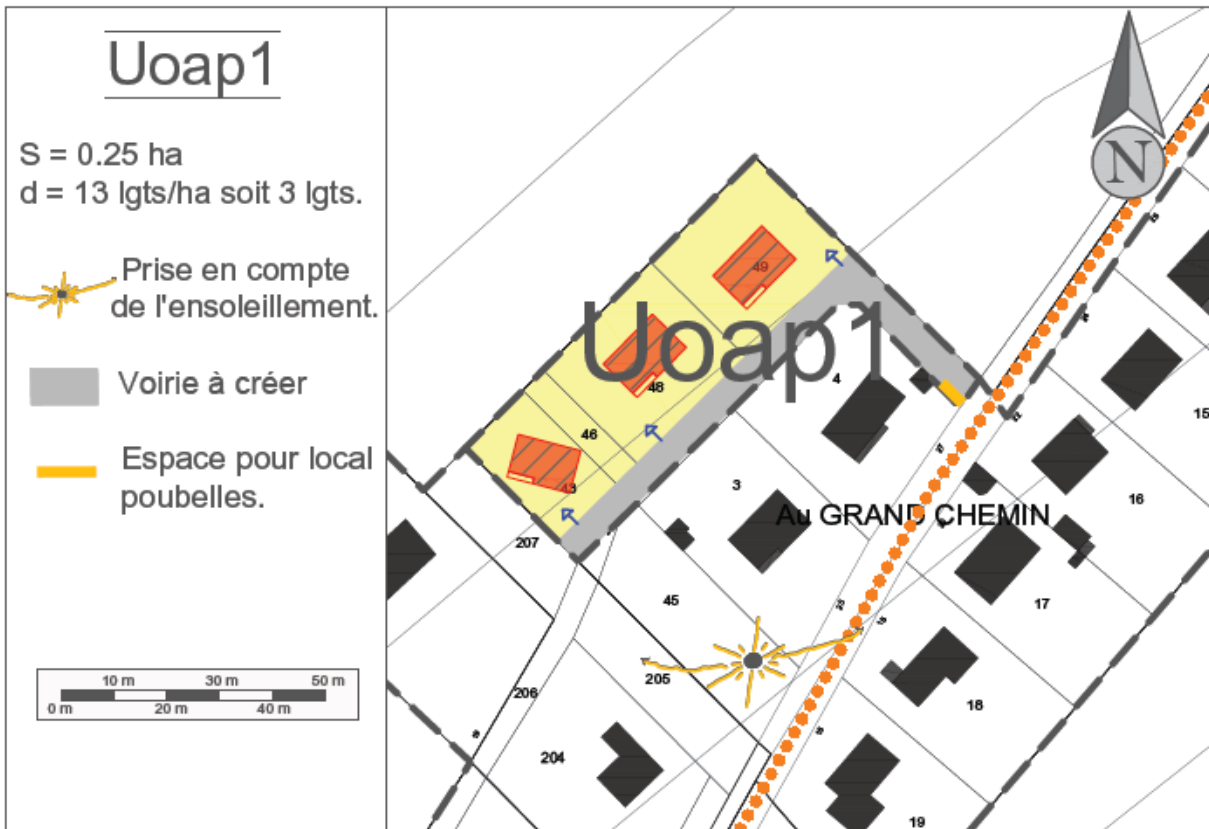 Uoap1
S = 0.25 ha
d = 13 lgts/ha soit 3 lgts.
Prise en compte
de l'ensoleillement.
Voirie à créer
Espace pour local
poubelles.
10 m 30 m 50 m
0 m 20 m 40 m
N
49
Uoap1
48
4
15
46
43
3
Au GRAND CHEMIN
16
207
45
17
205
206
18
204
19